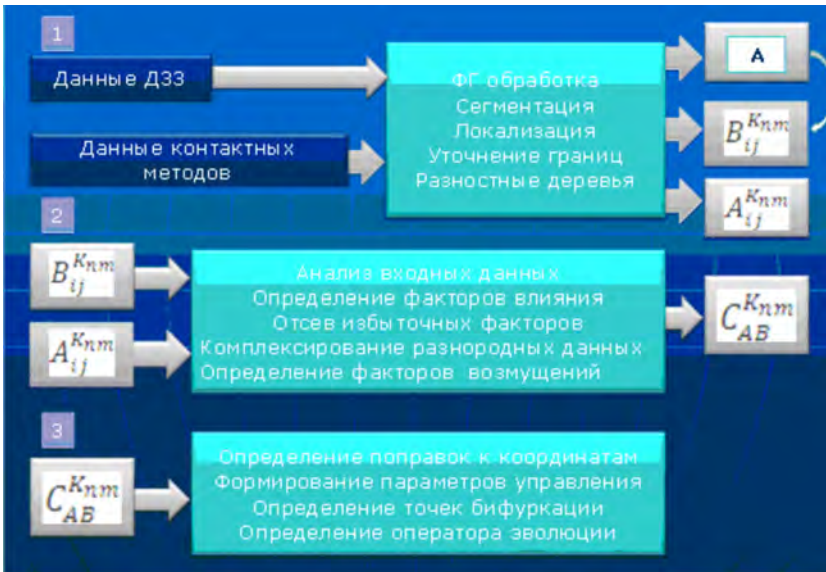 1
Данные ДЗЗ
Данные контактных
методов
ФГ обработка
Сегментация
Локализация
Уточнение границ
Разностные деревья
A
B_{ij}^{K_{nm}}
A_{ij}^{K_{nm}}
2
B_{ij}^{K_{nm}}
A_{ij}^{K_{nm}}
Анализ входных данных
Определение факторов влияния
Отсев избыточных факторов
Комплексирование разнородных данных
Определение факторов возмущений
C_{AB}^{K_{nm}}
3
C_{AB}^{K_{nm}}
Определение поправок к координатам
Формирование параметров управления
Определение точек бифуркации
Определение оператора эволюции